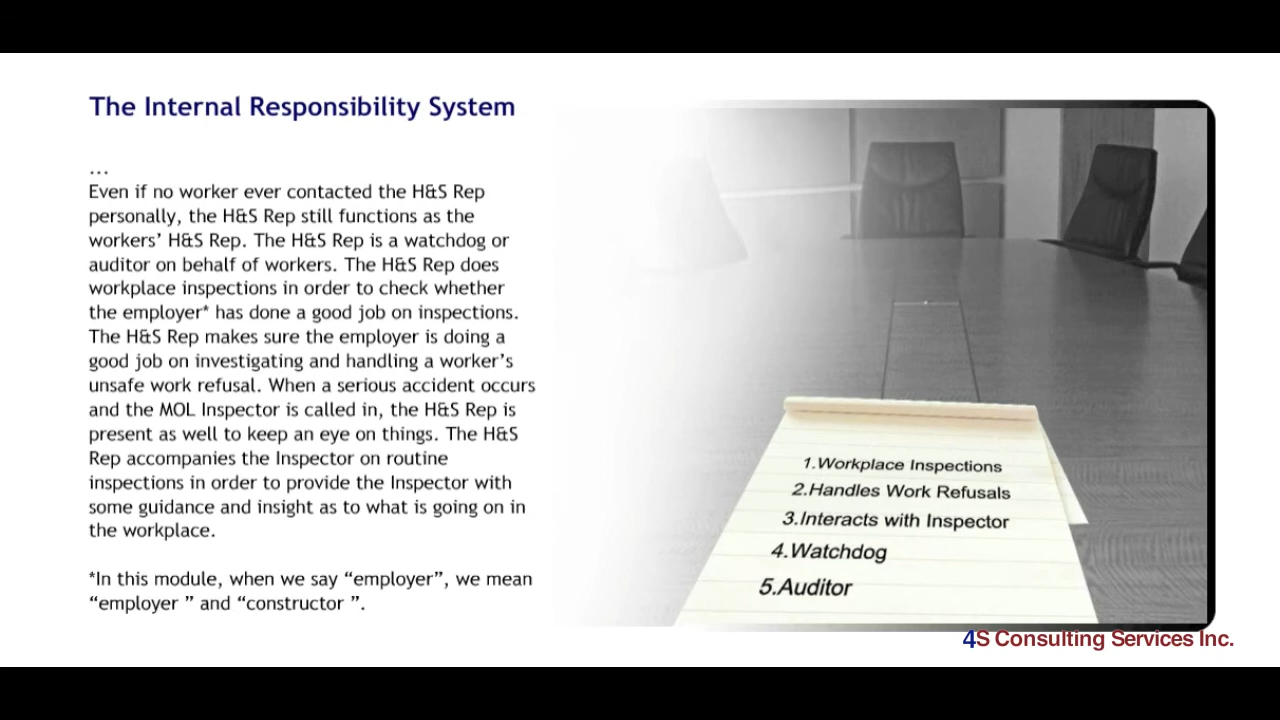 The Internal Responsibility System
...
Even if no worker ever contacted the H&S Rep
personally, the H&S Rep still functions as the
workers’ H&S Rep. The H&S Rep is a watchdog or
auditor on behalf of workers. The H&S Rep does
workplace inspections in order to check whether
the employer* has done a good job on inspections.
The H&S Rep makes sure the employer is doing a
good job on investigating and handling a worker’s
unsafe work refusal. When a serious accident occurs
and the MOL Inspector is called in, the H&S Rep is
present as well to keep an eye on things. The H&S
Rep accompanies the Inspector on routine
inspections in order to provide the Inspector with
some guidance and insight as to what is going on in
the workplace.
*In this module, when we say “employer”, we mean
“employer ” and “constructor ”.
1.Workplace Inspections
2.Handles Work Refusals
3.Interacts with Inspector
4.Watchdog
5.Auditor
4S Consulting Services Inc.